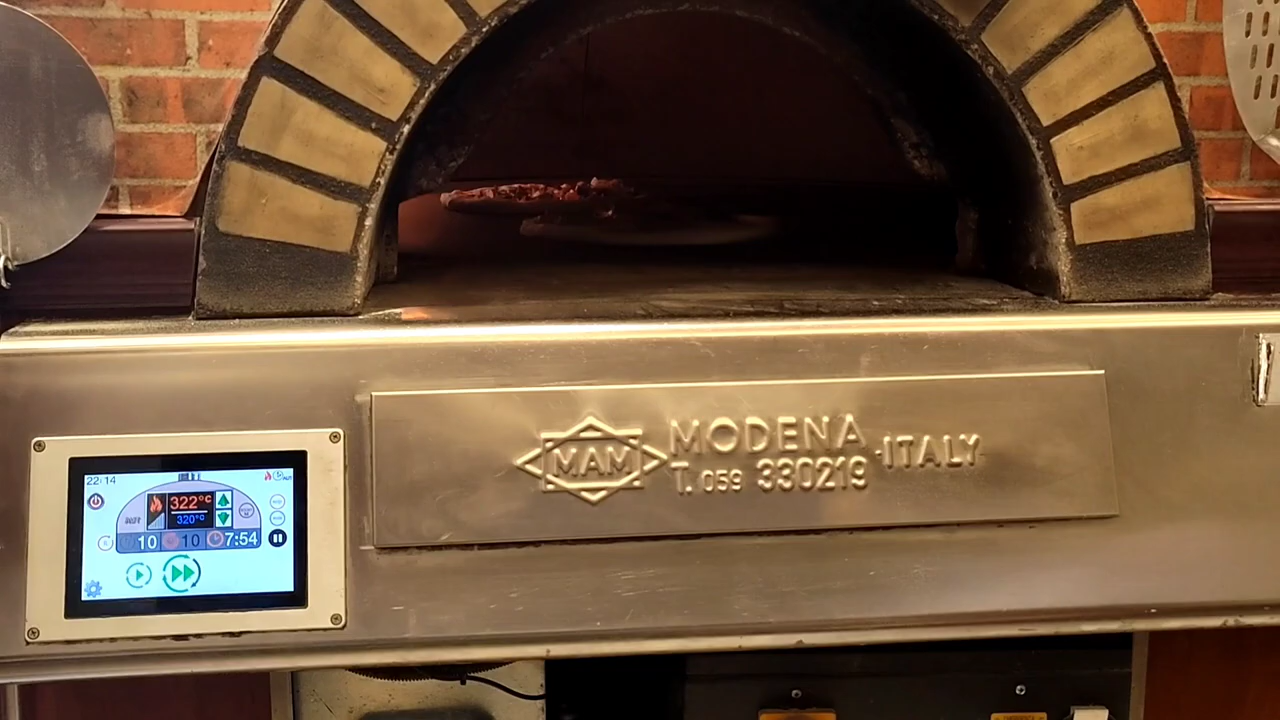 MAM
MODENA
T. 059 330219
·ITALY·
22:14
322°C
320°C
10
10
7:54